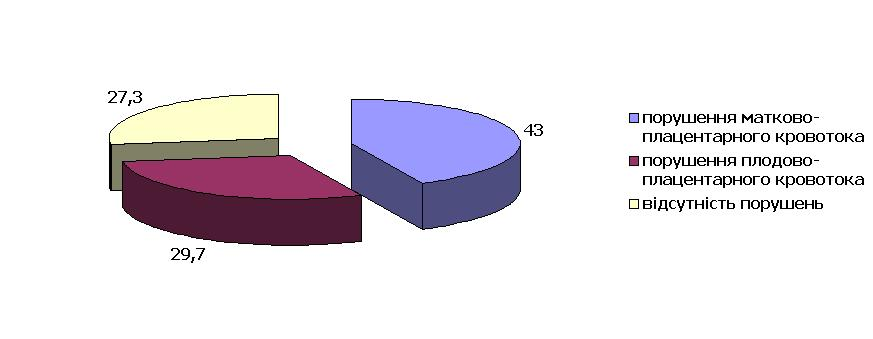 27,3
43
29,7
порушення матково-
плацентарного кровотока
порушення плодово-
плацентарного кровотока
відсутність порушень